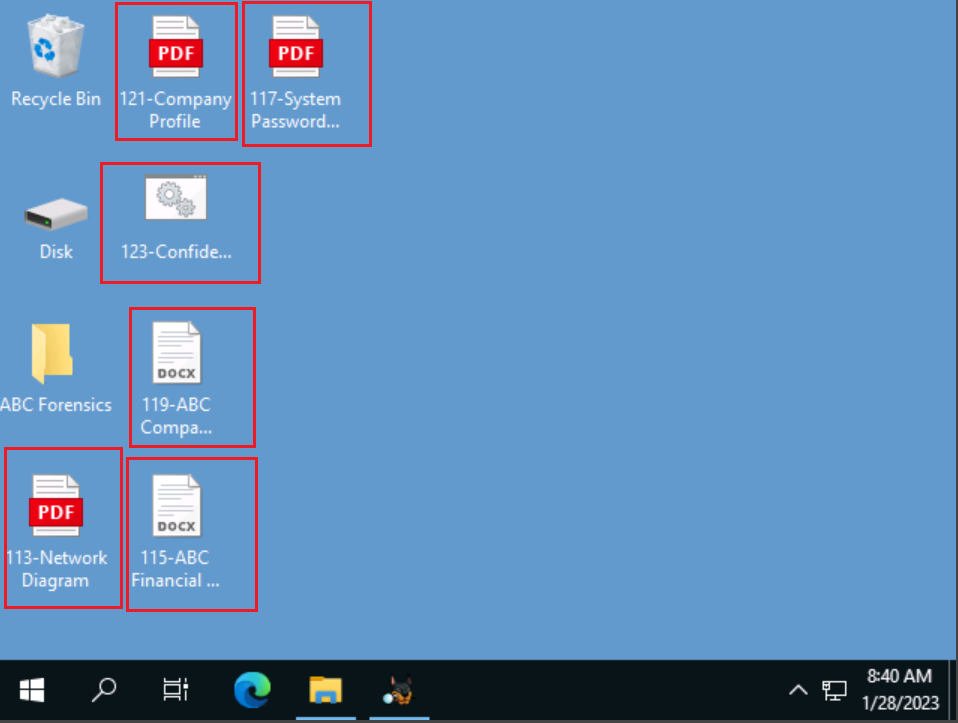 PDF
PDF
Recycle Bin
121-Company
Profile
117-System
Password...
Disk
123-Confide...
DOCX
ABC Forensics
119-ABC
Compa...
PDF
DOCX
113-Network
Diagram
115-ABC
Financial ...
8:40 AM
1/28/2023